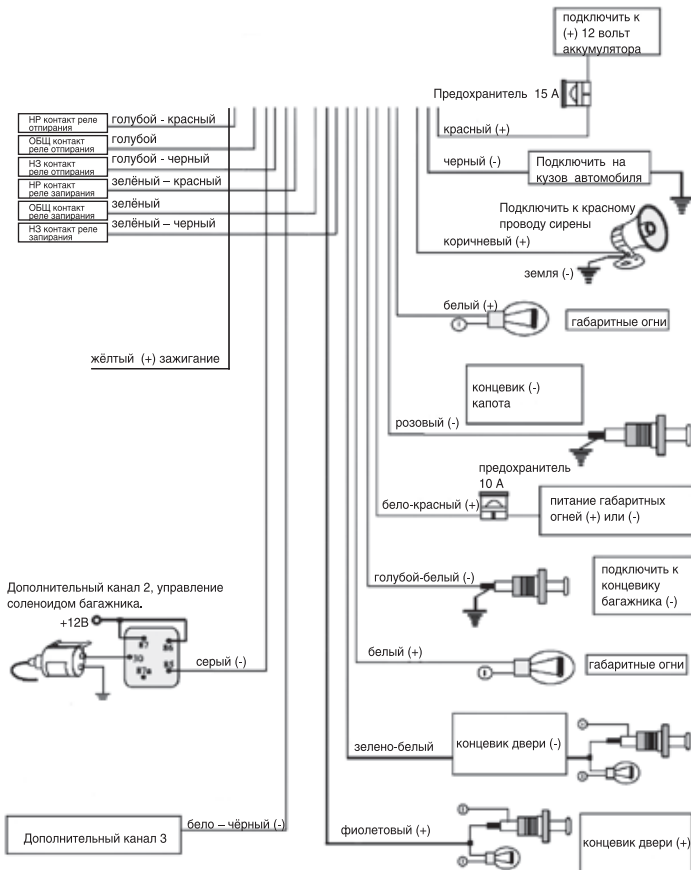 подключить к
(+) 12 вольт
аккумулятора
Предохранитель 15 А
красный (+)
НР контакт реле
отпирания
голубой - красный
ОБЩ контакт
реле отпирания
голубой
НЗ контакт
реле отпирания
голубой - черный
НР контакт
реле запирания
зелёный – красный
ОБЩ контакт
реле запирания
зелёный
НЗ контакт реле
запирания
зелёный – черный
черный (-)
Подключить на
кузов автомобиля
Подключить к красному
проводу сирены
коричневый (+)
земля (-)
белый (+)
габаритные огни
жёлтый (+) зажигание
концевик (-)
капота
розовый (-)
предохранитель
10 А
бело-красный (+)
питание габаритных
огней (+) или (-)
голубой-белый (-)
подключить к
концевику
багажника (-)
Дополнительный канал 2, управление
соленоидом багажника.
+12В
87
86
30
85
87а
серый (-)
белый (+)
габаритные огни
зелено-белый
концевик двери (-)
Дополнительный канал 3
бело – чёрный (-)
фиолетовый (+)
концевик двери (+)